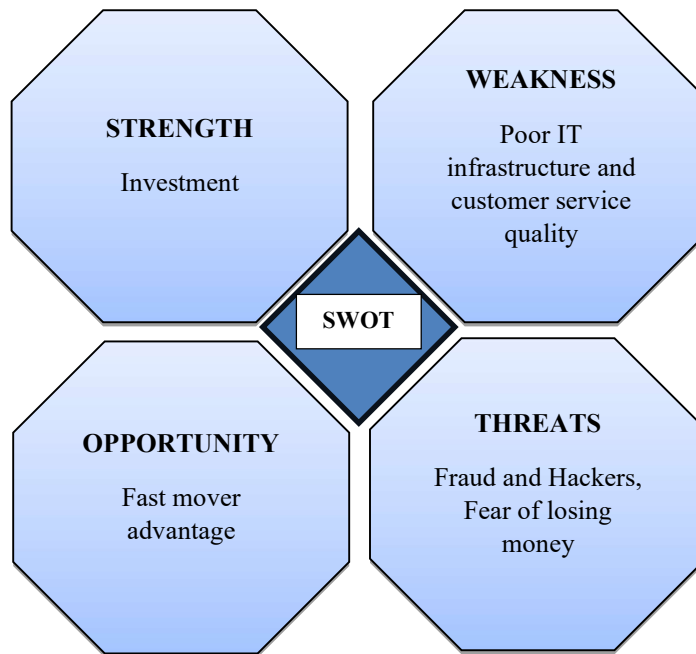 STRENGTH
Investment
WEAKNESS
Poor IT
infrastructure and
customer service
quality
SWOT
OPPORTUNITY
Fast mover
advantage
THREATS
Fraud and Hackers,
Fear of losing
money